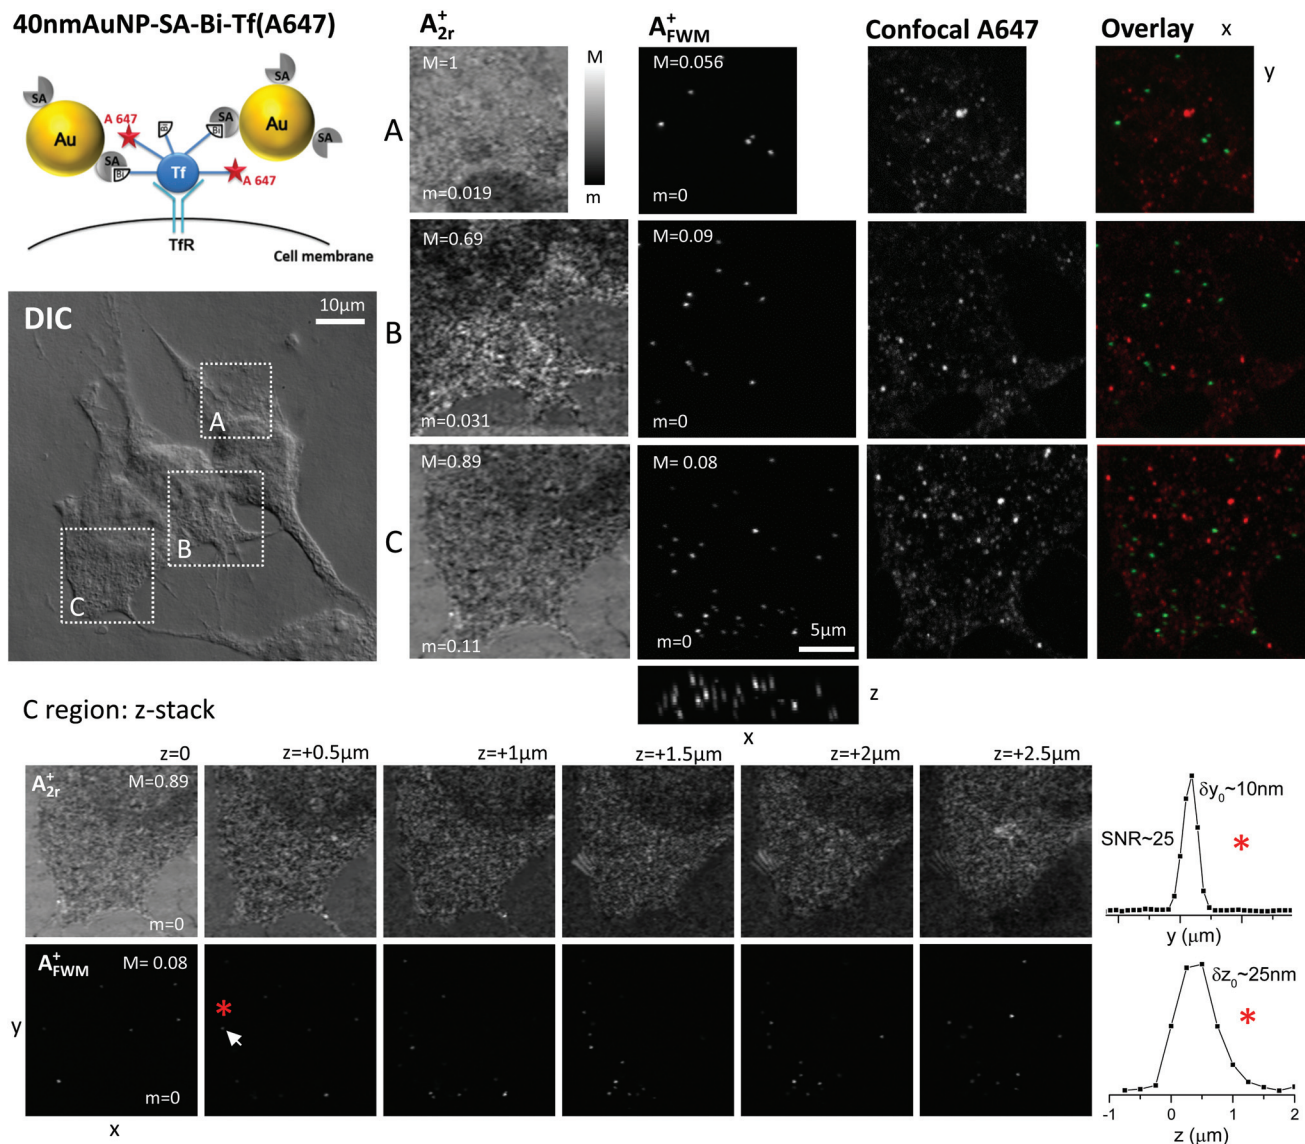 40nmAuNP-SA-Bi-Tf(A647)
SA
SA
Au
Au
A 647
BI
BI
SA
SA
SA
BI
Tf
A 647
TfR
Cell membrane
DIC
10μm
A
B
C
A⁺2r
A⁺FWM
Confocal A647
Overlay
x
y
A
M=1
m=0.019
M
m
M=0.056
m=0
B
M=0.69
m=0.031
M=0.09
m=0
C
M=0.89
m=0.11
M= 0.08
m=0
5μm
z
x
C region: z-stack
z=0
z=+0.5μm
z=+1μm
z=+1.5μm
z=+2μm
z=+2.5μm
A⁺2r
M=0.89
m=0
A⁺FWM
M= 0.08
m=0
*
y
x
δy₀~10nm
SNR~25
*
y (μm)
δz₀~25nm
*
-1 0 1 2
z (μm)